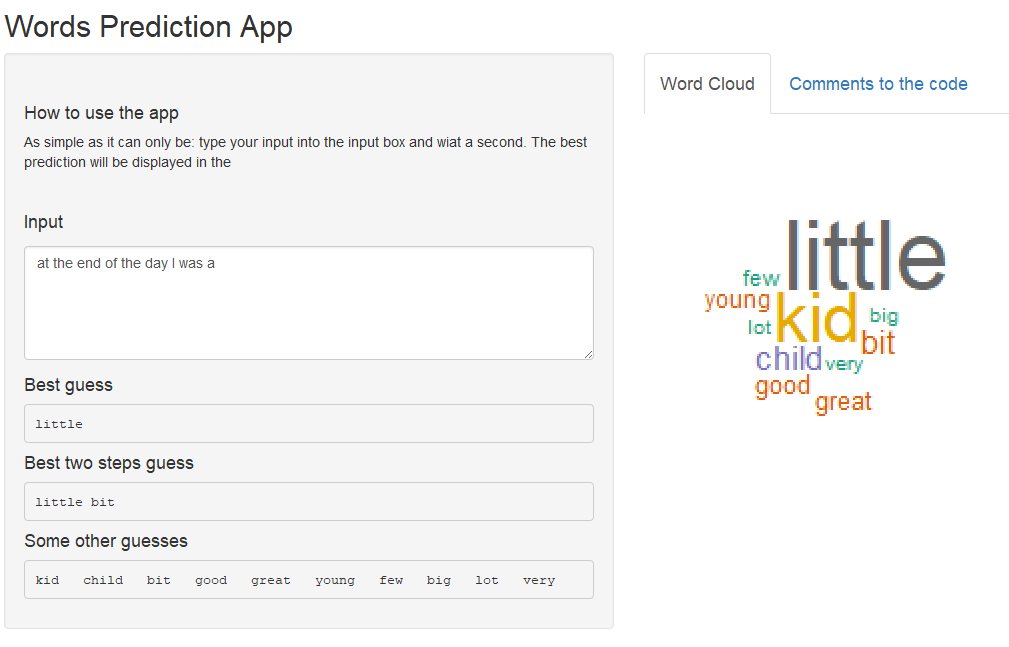 Words Prediction App
How to use the app
As simple as it can only be: type your input into the input box and wiat a second. The best
prediction will be displayed in the
Input
at the end of the day I was a
Best guess
little
Best two steps guess
little bit
Some other guesses
kid child bit good great young few big lot very
Word Cloud Comments to the code
little
few
young
kid
big
lot
bit
child
very
good
great